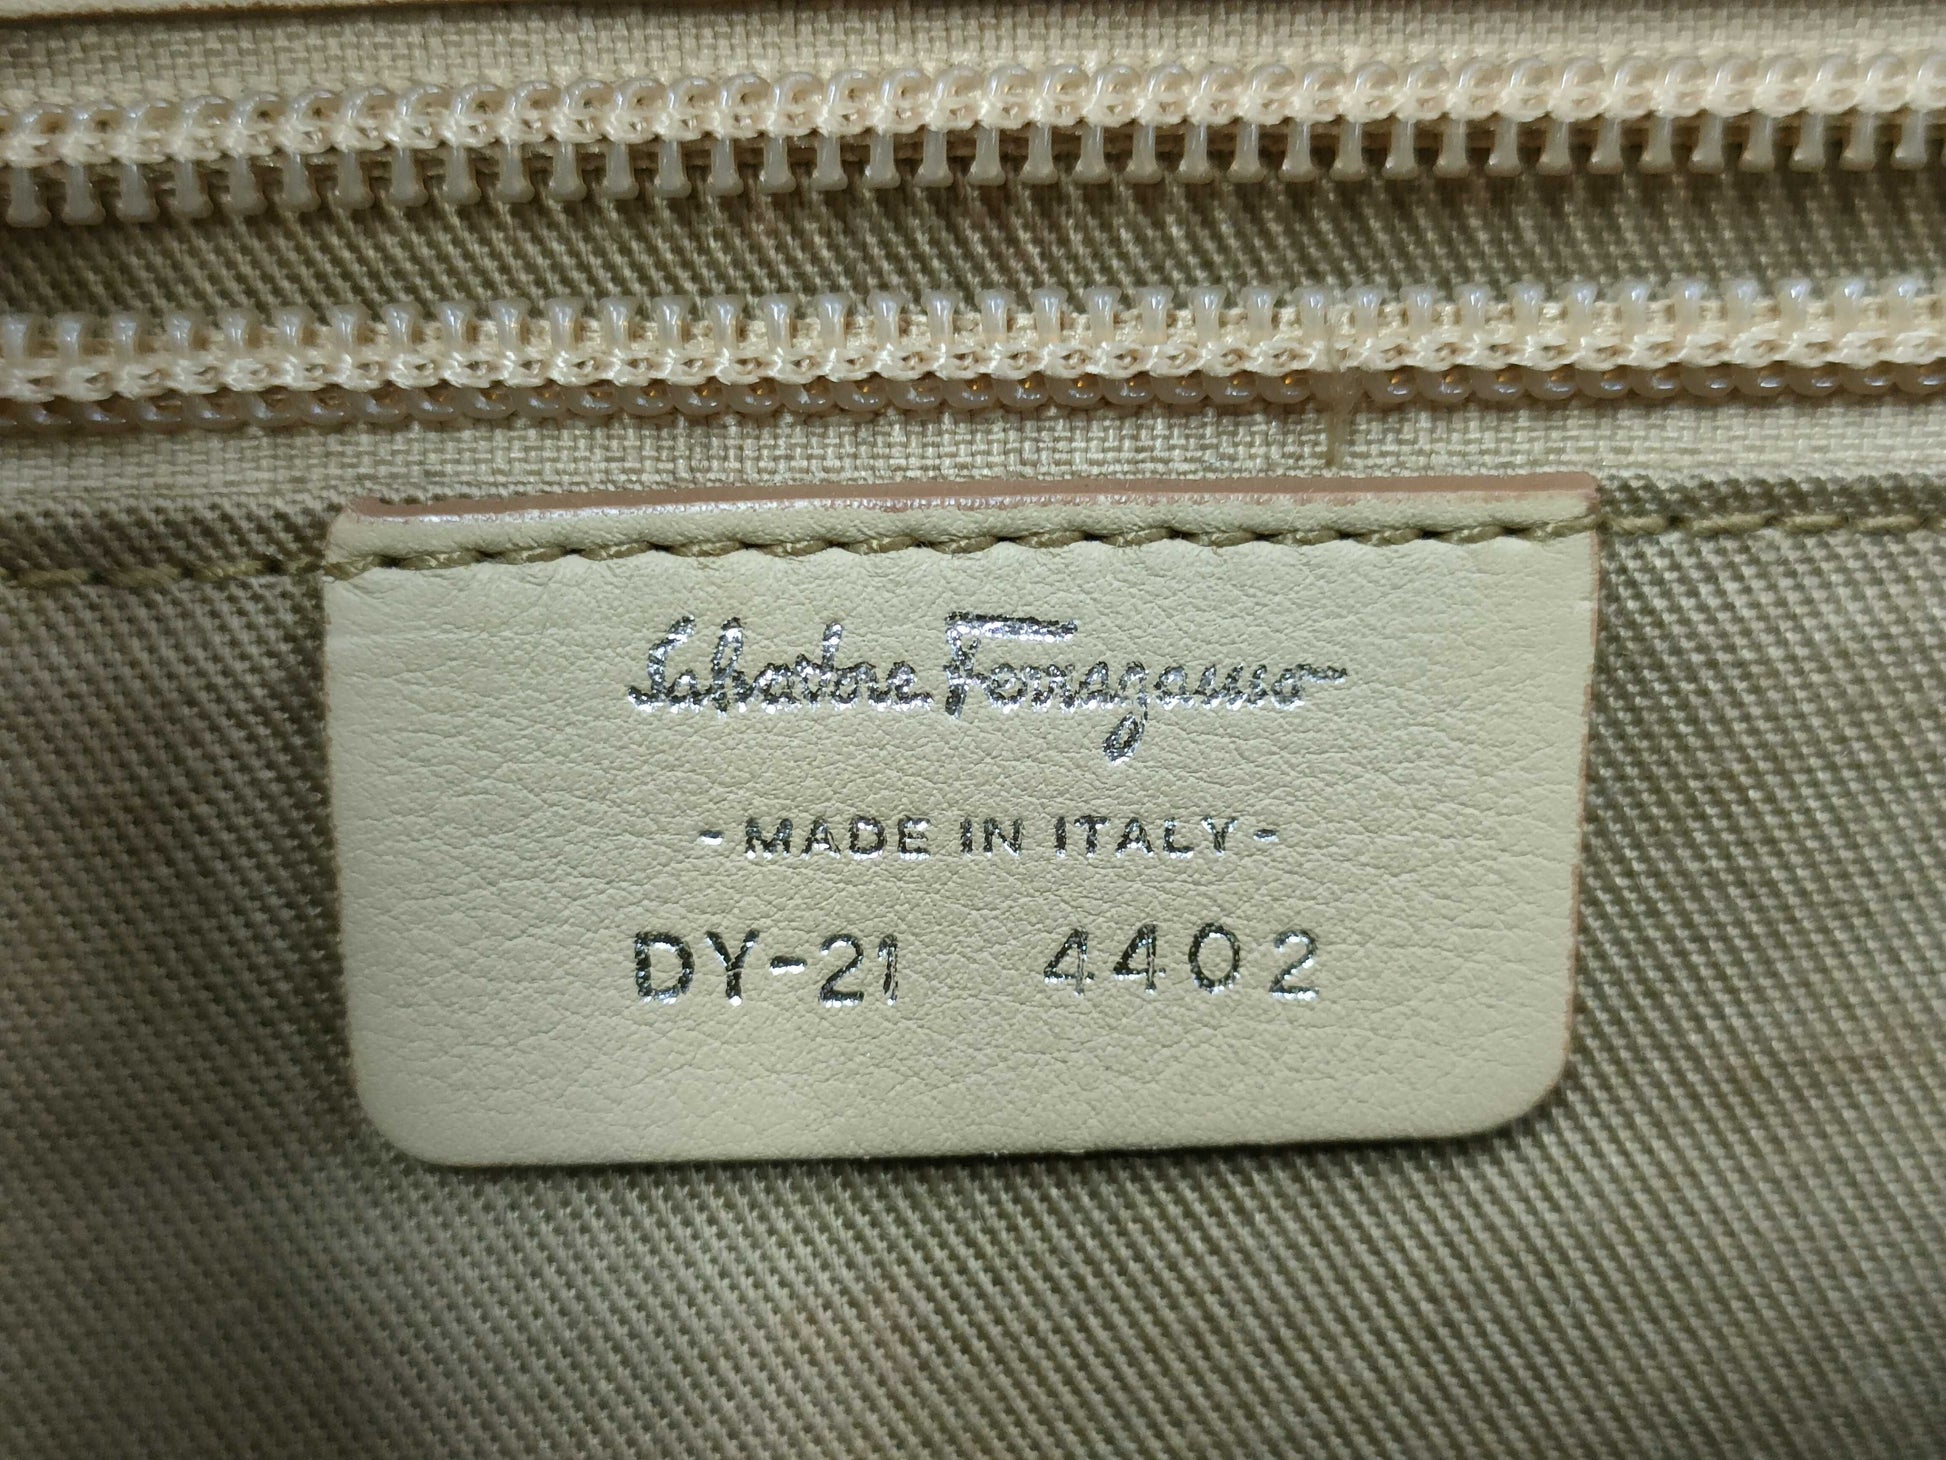 Salvatore Ferragamo
-MADE IN ITALY-
DY-21 4402